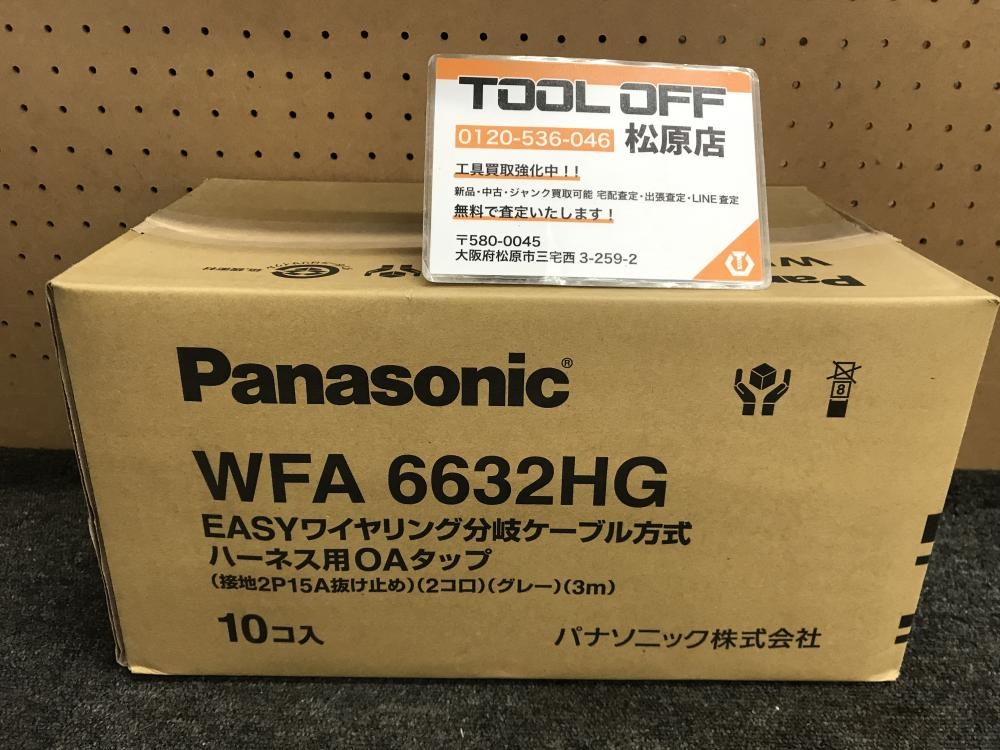 TOOL OFF
0120-536-046 松原店
工具買取強化中！！
新品・中古・ジャンク買取可能 宅配査定・出張査定・LINE査定
無料で査定いたします！
〒580-0045
大阪府松原市三宅西 3-259-2
Panasonic®
8
WFA 6632HG
EASYワイヤリング分岐ケーブル方式
ハーネス用OAタップ
(接地2P15A抜け止め)(2コロ)(グレー)(3m)
10コ入
パナソニック株式会社